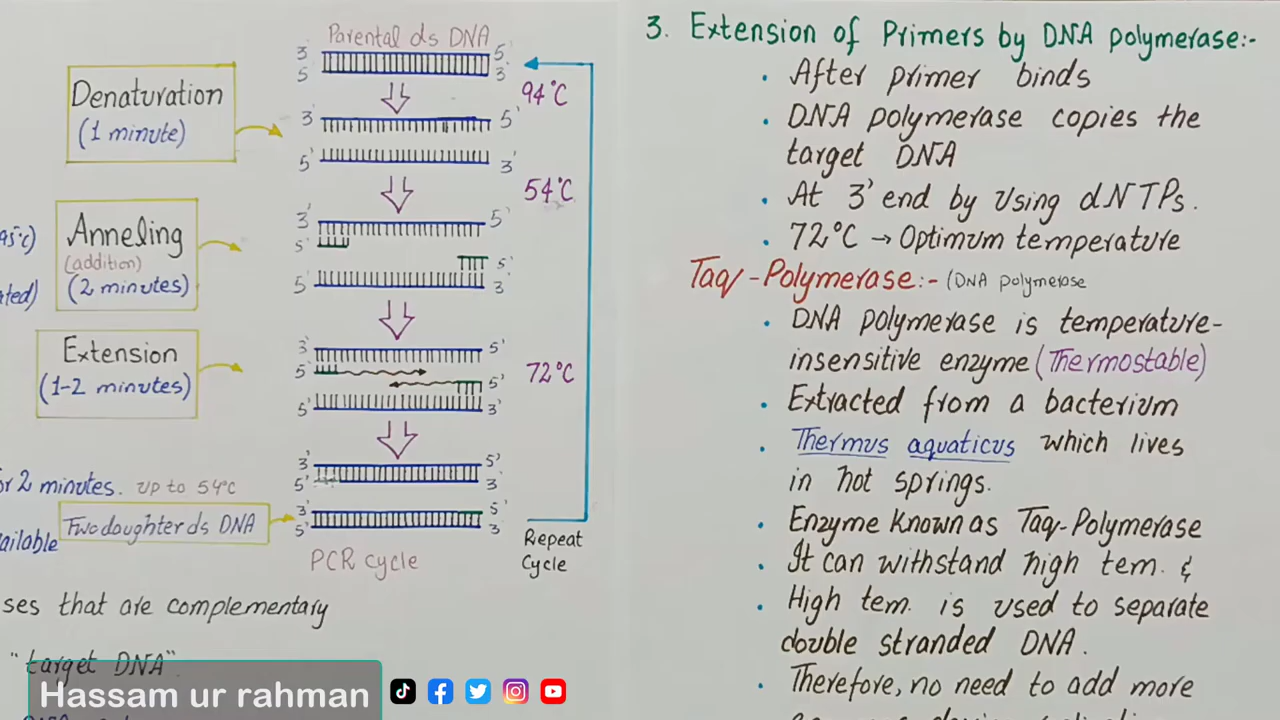 Parental ds DNA
3' 5'
5' 3'
94°C
Denaturation
(1 minute)
3' 5'
5' 3'
54°C
Anneling
(addition)
(2 minutes)
3' 5'
5'
5'
5' 3'
Extension
(1-2 minutes)
3' 5'
5'
5'
5' 3'
72°C
3' 5'
5' 3'
Two daughter ds DNA
3' 5'
5' 3'
PCR cycle
Repeat
Cycle
for 2 minutes. up to 54°C
ses that are complementary
"target DNA"
3. Extension of Primers by DNA polymerase:-
• After primer binds
• DNA polymerase copies the
target DNA
• At 3' end by using dNTPs.
• 72°C → Optimum temperature
Taq-Polymerase:- (DNA polymerase
• DNA polymerase is temperature-
insensitive enzyme (Thermostable)
• Extracted from a bacterium
• Thermus aquaticus which lives
in hot springs.
• Enzyme known as Taq-Polymerase
• It can withstand high tem. &
• High tem. is used to separate
double stranded DNA.
• Therefore, no need to add more
Hassam ur rahman